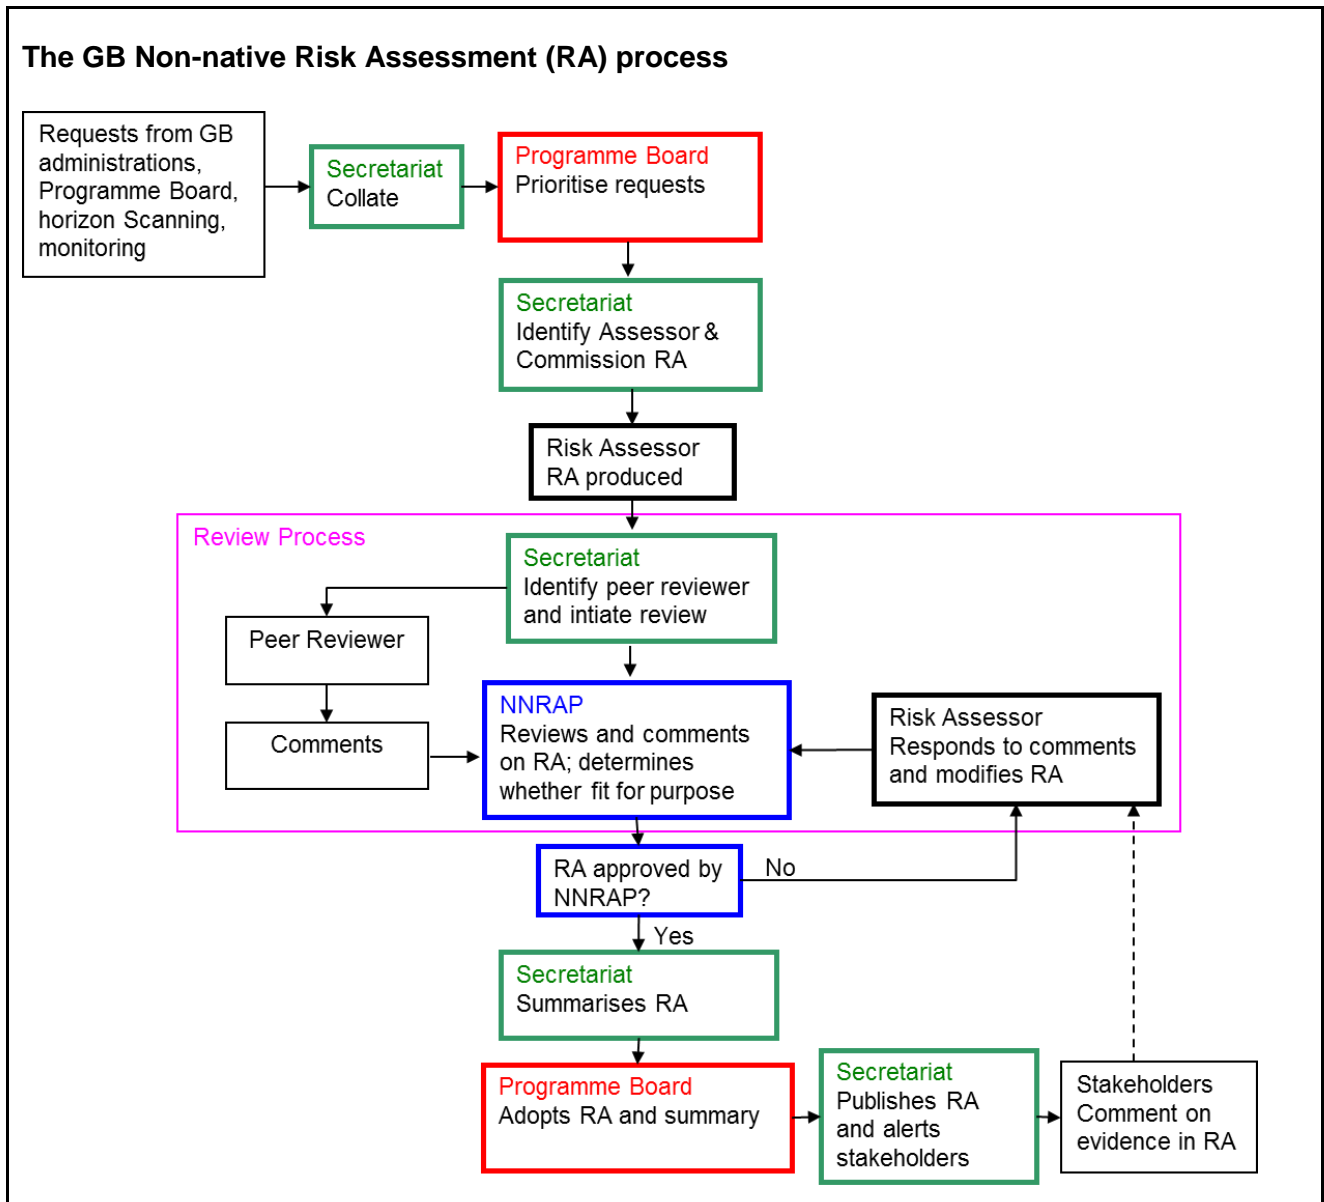 The GB Non-native Risk Assessment (RA) process
Requests from GB
administrations,
Programme Board,
horizon Scanning,
monitoring
Secretariat
Collate
Programme Board
Prioritise requests
Secretariat
Identify Assessor &
Commission RA
Risk Assessor
RA produced
Review Process
Secretariat
Identify peer reviewer
and intiate review
Peer Reviewer
Comments
NNRAP
Reviews and comments
on RA; determines
whether fit for purpose
Risk Assessor
Responds to comments
and modifies RA
RA approved by
NNRAP?
No
Yes
Secretariat
Summarises RA
Programme Board
Adopts RA and summary
Secretariat
Publishes RA
and alerts
stakeholders
Stakeholders
Comment on
evidence in RA